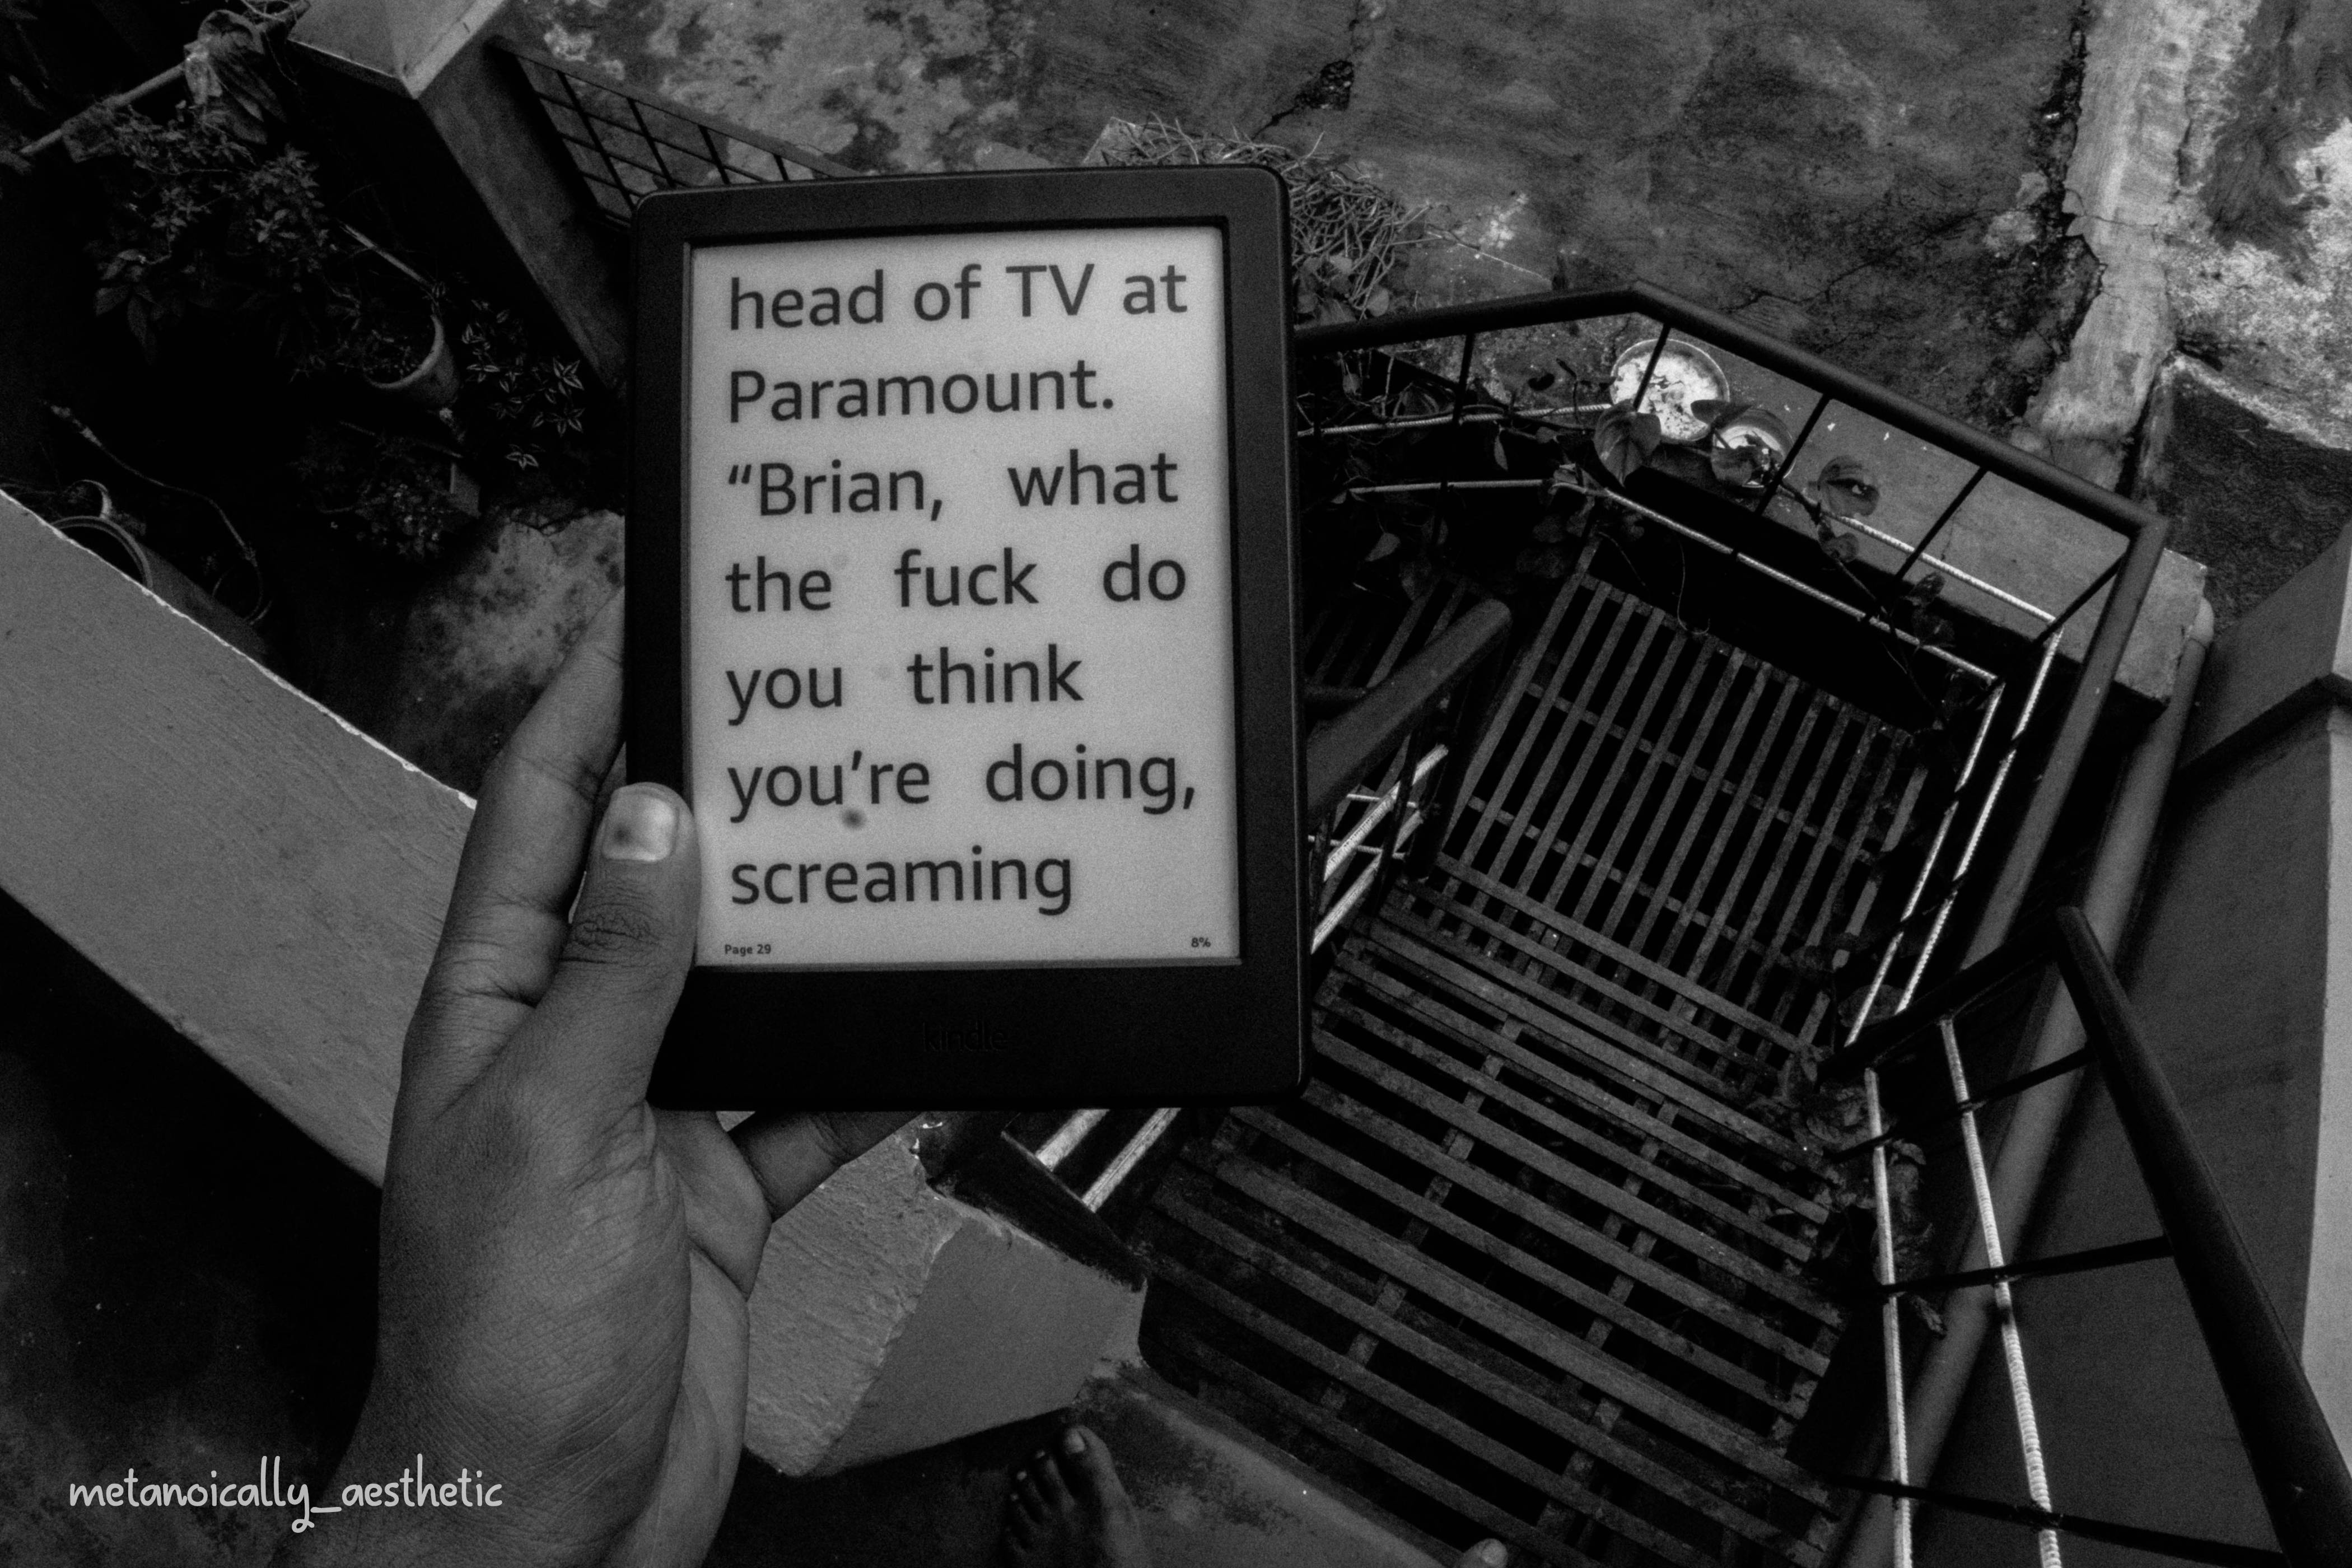 head of TV at
Paramount.
“Brian, what
the fuck do
you think
you’re doing,
screaming
Page 29 8%
kindle
metanoically_aesthetic